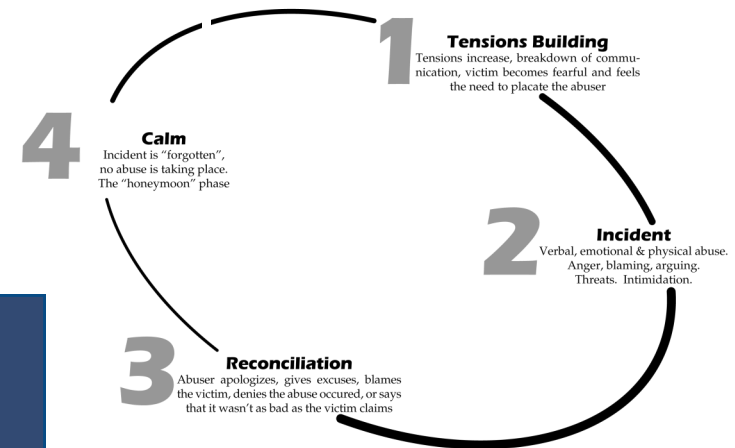 1
Tensions Building
Tensions increase, breakdown of commu-
nication, victim becomes fearful and feels
the need to placate the abuser
2
Incident
Verbal, emotional & physical abuse.
Anger, blaming, arguing.
Threats. Intimidation.
3
Reconciliation
Abuser apologizes, gives excuses, blames
the victim, denies the abuse occured, or says
that it wasn't as bad as the victim claims
4
Calm
Incident is “forgotten”,
no abuse is taking place.
The “honeymoon” phase